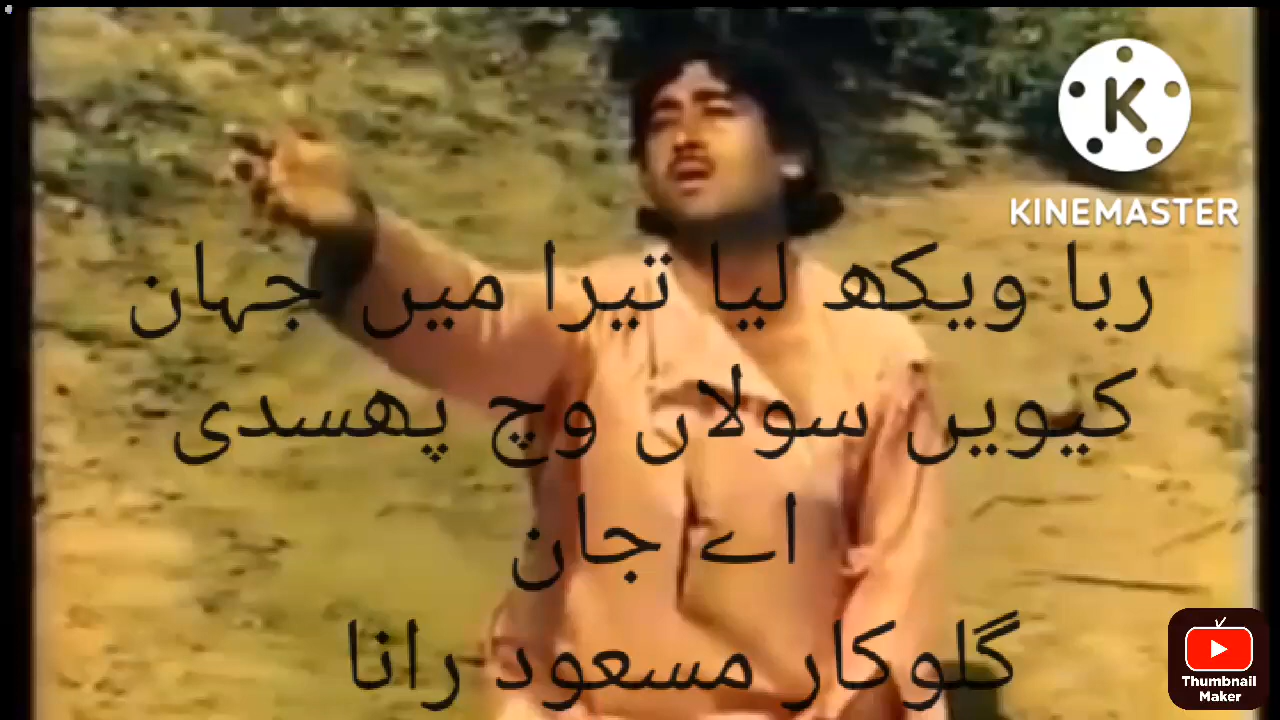 K
KINEMASTER
ربا ویکھ لیا تیرا میں جہان
کیویں سولاں وچ پھسدی
اے جان
گلوکار مسعود رانا
Thumbnail
Maker